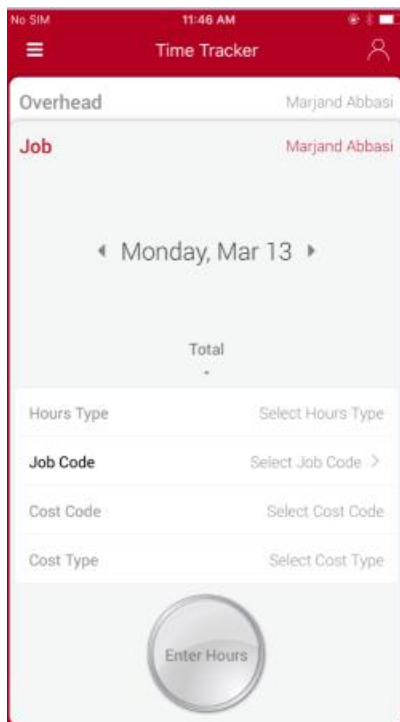 No SIM 11:46 AM
Time Tracker
Overhead Marjand Abbasi
Job Marjand Abbasi
Monday, Mar 13
Total
-
Hours Type Select Hours Type
Job Code Select Job Code
Cost Code Select Cost Code
Cost Type Select Cost Type
Enter Hours